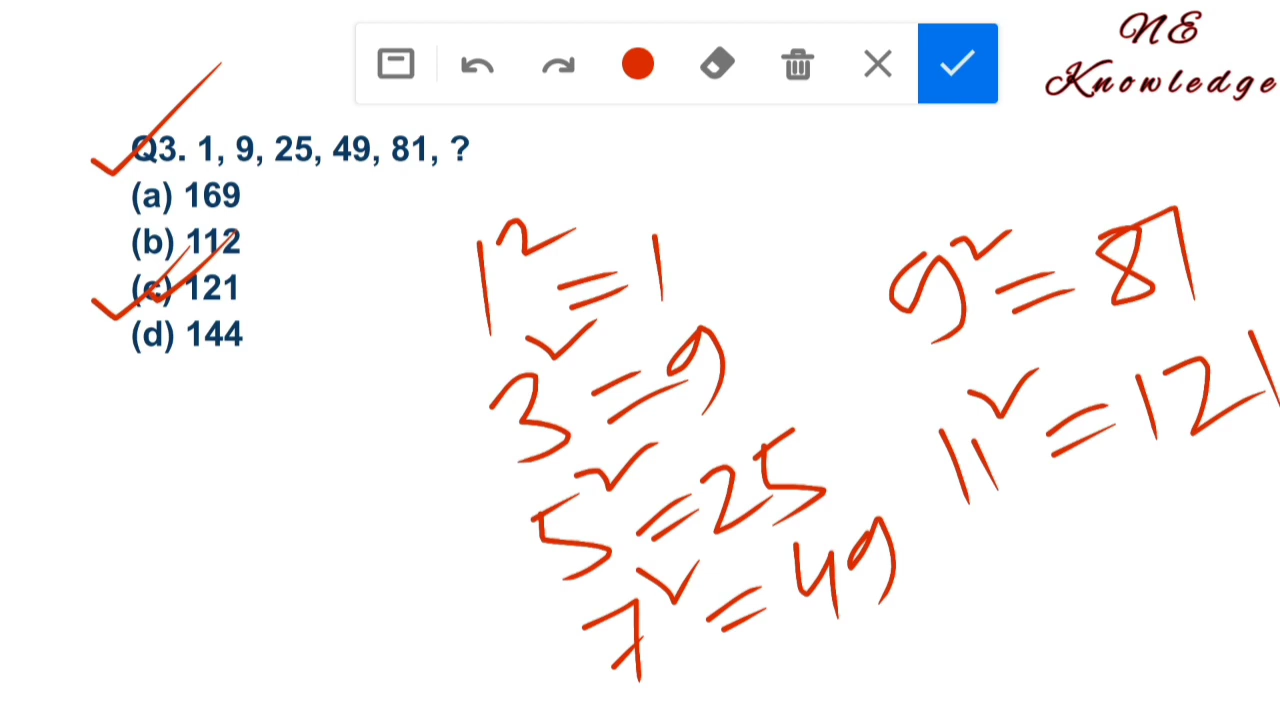 NE
Knowledge
Q3. 1, 9, 25, 49, 81, ?
(a) 169
(b) 112
(c) 121
(d) 144
1² = 1
3² = 9
5² = 25
7² = 49
9² = 81
11² = 121